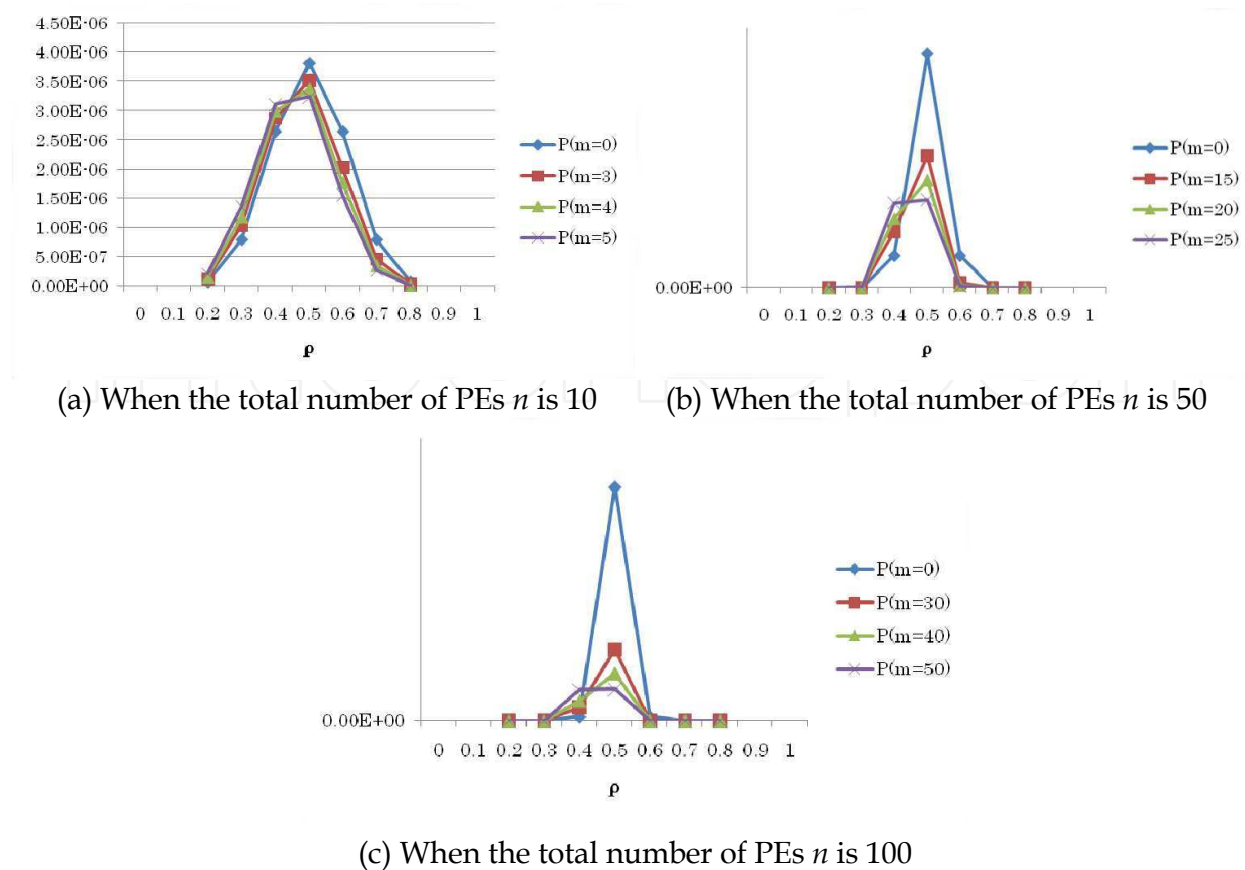 4.50E-06
4.00E-06
3.50E-06
3.00E-06
2.50E-06
2.00E-06
1.50E-06
1.00E-06
5.00E-07
0.00E+00
0 0.1 0.2 0.3 0.4 0.5 0.6 0.7 0.8 0.9 1
ρ
P(m=0)
P(m=3)
P(m=4)
P(m=5)
(a) When the total number of PEs n is 10
0.00E+00
0 0.1 0.2 0.3 0.4 0.5 0.6 0.7 0.8 0.9 1
ρ
P(m=0)
P(m=15)
P(m=20)
P(m=25)
(b) When the total number of PEs n is 50
0.00E+00
0 0.1 0.2 0.3 0.4 0.5 0.6 0.7 0.8 0.9 1
ρ
P(m=0)
P(m=30)
P(m=40)
P(m=50)
(c) When the total number of PEs n is 100